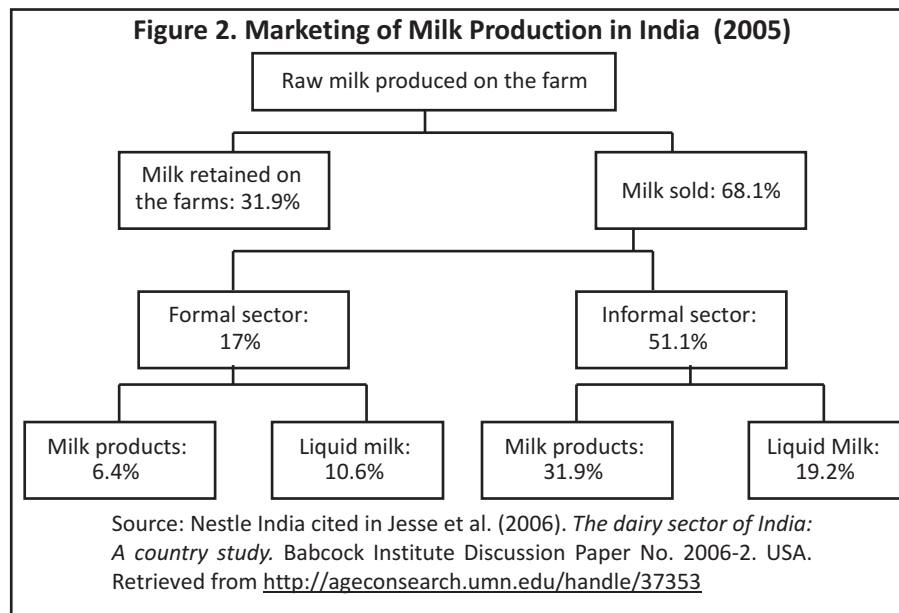 Figure 2. Marketing of Milk Production in India (2005)
Raw milk produced on the farm
Milk retained on
the farms: 31.9%
Milk sold: 68.1%
Formal sector:
17%
Informal sector:
51.1%
Milk products:
6.4%
Liquid milk:
10.6%
Milk products:
31.9%
Liquid Milk:
19.2%
Source: Nestle India cited in Jesse et al. (2006). The dairy sector of India:
A country study. Babcock Institute Discussion Paper No. 2006-2. USA.
Retrieved from http://ageconsearch.umn.edu/handle/37353